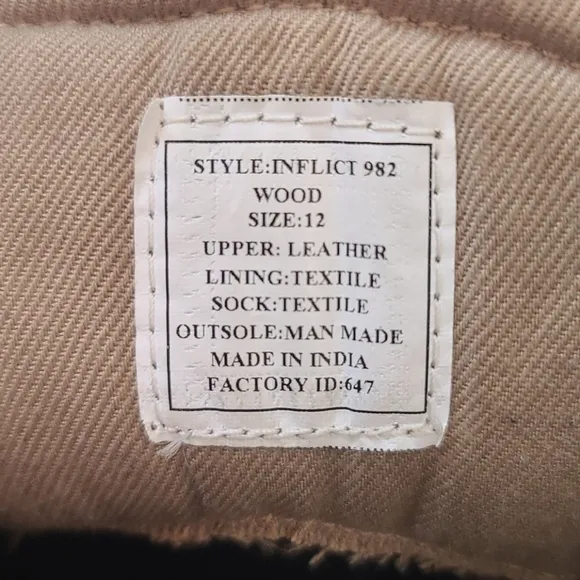 STYLE:INFLICT 982
WOOD
SIZE:12
UPPER: LEATHER
LINING:TEXTILE
SOCK:TEXTILE
OUTSOLE:MAN MADE
MADE IN INDIA
FACTORY ID:647